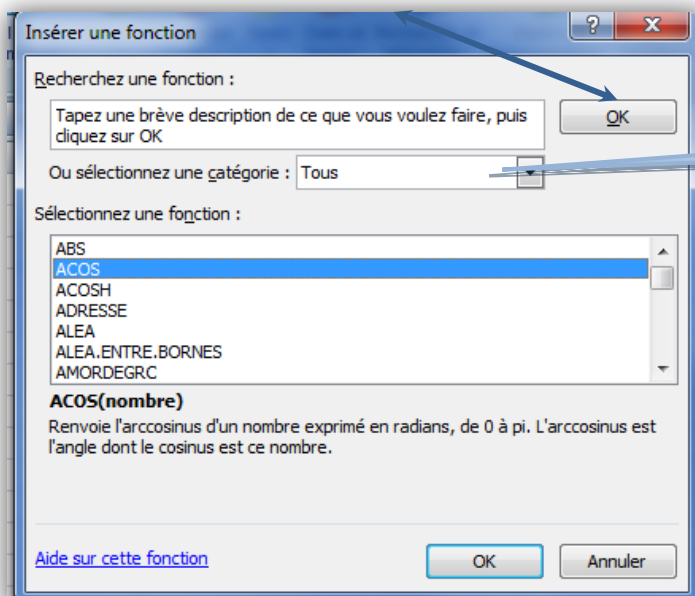 Insérer une fonction
?
X
Recherchez une fonction :
Tapez une brève description de ce que vous voulez faire, puis
cliquez sur OK
OK
Ou sélectionnez une catégorie : Tous
Sélectionnez une fonction :
ABS
ACOS
ACOSH
ADRESSE
ALEA
ALEA.ENTRE.BORNES
AMORDEGRC
ACOS(nombre)
Renvoie l'arccosinus d'un nombre exprimé en radians, de 0 à pi. L'arccosinus est
l'angle dont le cosinus est ce nombre.
Aide sur cette fonction
OK
Annuler